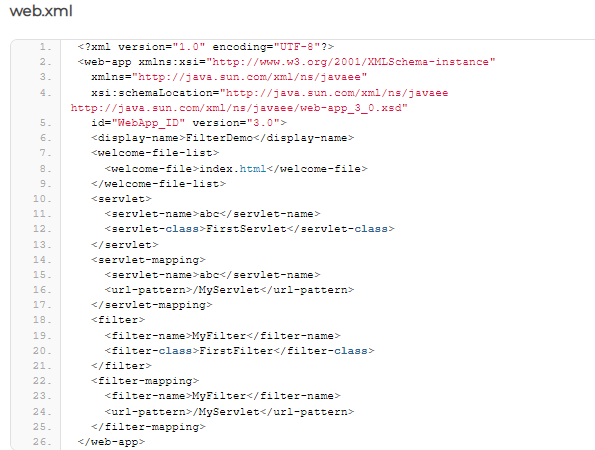 web.xml
1. <?xml version="1.0" encoding="UTF-8"?>
2. <web-app xmlns:xsi="http://www.w3.org/2001/XMLSchema-instance"
3. xmlns="http://java.sun.com/xml/ns/javaee"
4. xsi:schemaLocation="http://java.sun.com/xml/ns/javaee
http://java.sun.com/xml/ns/javaee/web-app_3_0.xsd"
5. id="WebApp_ID" version="3.0">
6. <display-name>FilterDemo</display-name>
7. <welcome-file-list>
8. <welcome-file>index.html</welcome-file>
9. </welcome-file-list>
10. <servlet>
11. <servlet-name>abc</servlet-name>
12. <servlet-class>FirstServlet</servlet-class>
13. </servlet>
14. <servlet-mapping>
15. <servlet-name>abc</servlet-name>
16. <url-pattern>/MyServlet</url-pattern>
17. </servlet-mapping>
18. <filter>
19. <filter-name>MyFilter</filter-name>
20. <filter-class>FirstFilter</filter-class>
21. </filter>
22. <filter-mapping>
23. <filter-name>MyFilter</filter-name>
24. <url-pattern>/MyServlet</url-pattern>
25. </filter-mapping>
26. </web-app>